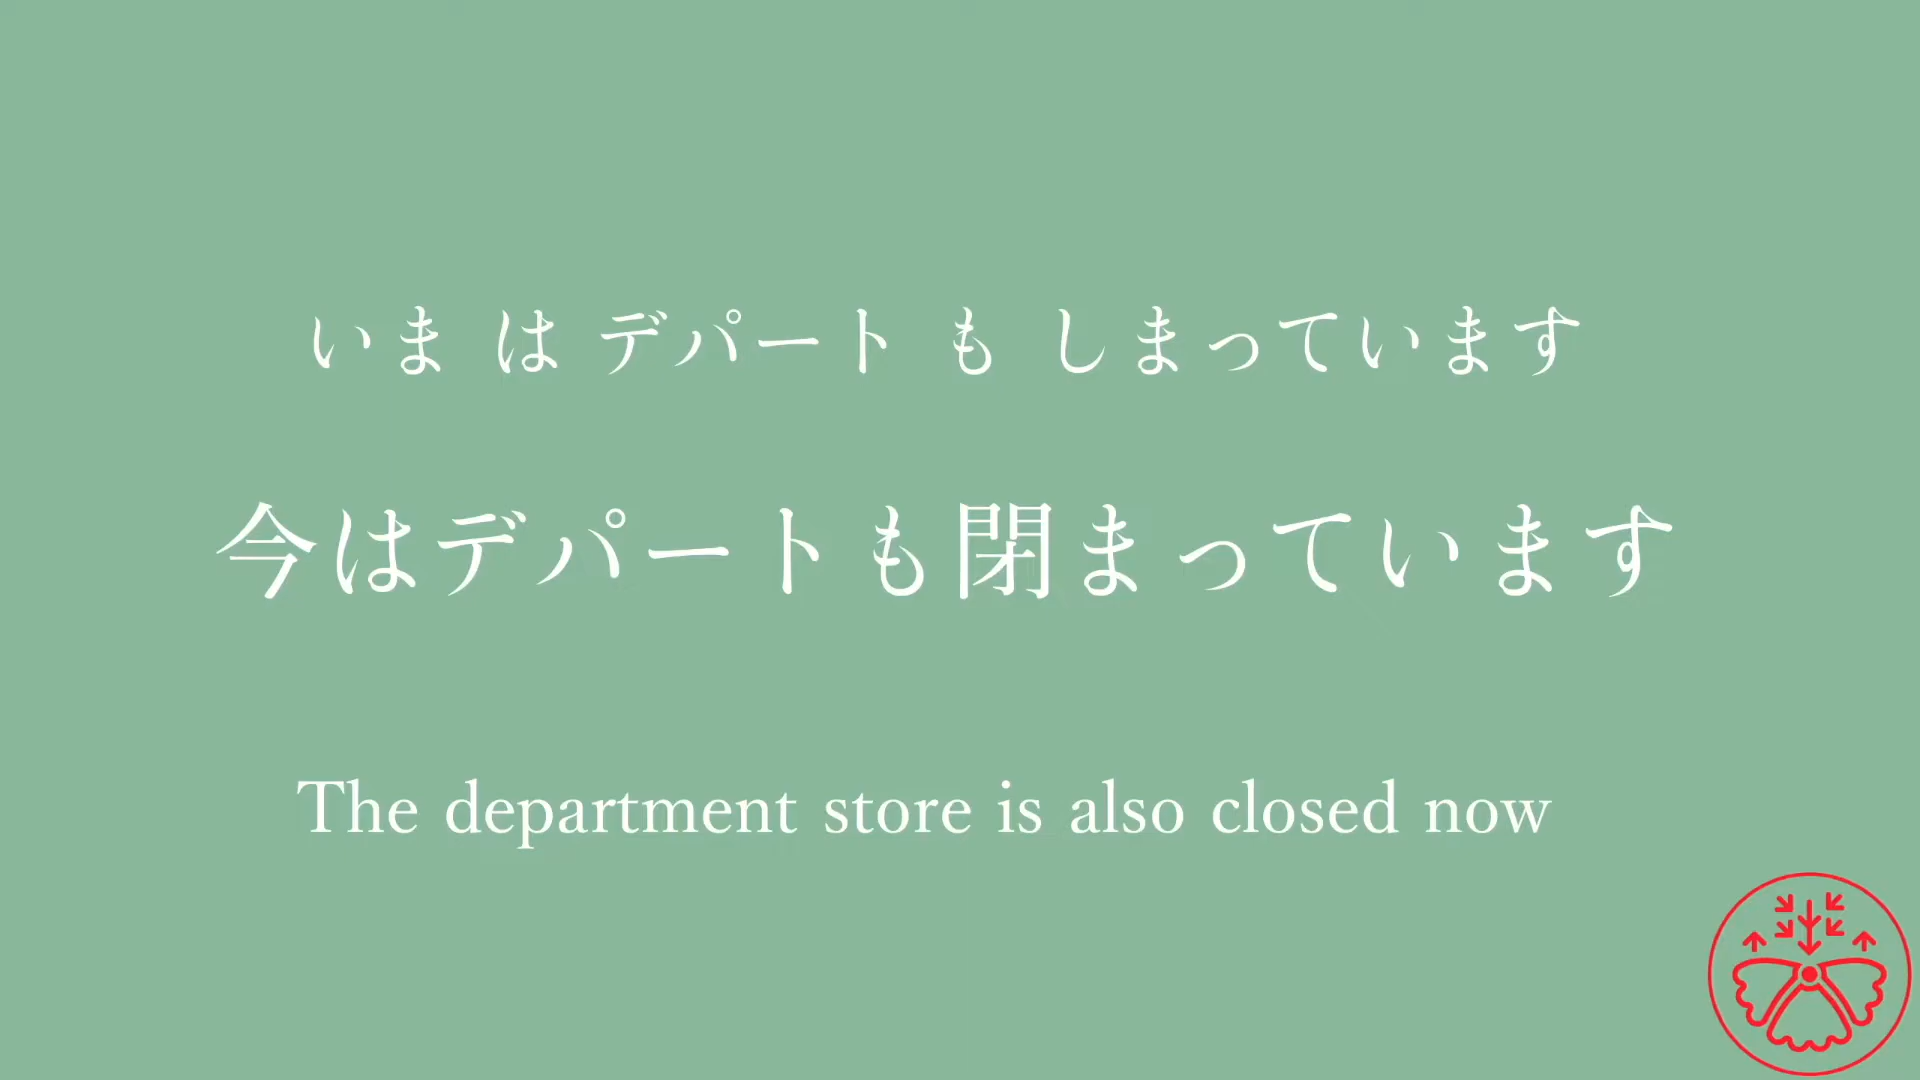 いま は デパート も しまっています
今はデパートも閉まっています
The department store is also closed now